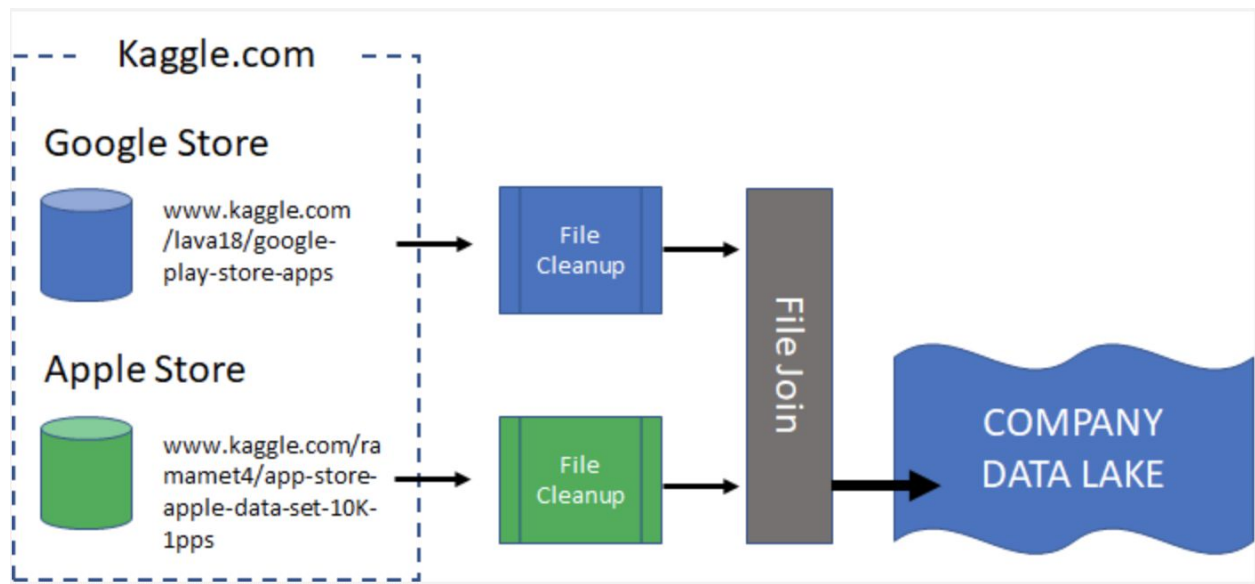 Kaggle.com
Google Store
www.kaggle.com
/lava18/google-
play-store-apps
File
Cleanup
Apple Store
www.kaggle.com/ra
mamet4/app-store-
apple-data-set-10K-
1pps
File
Cleanup
File Join
COMPANY
DATA LAKE